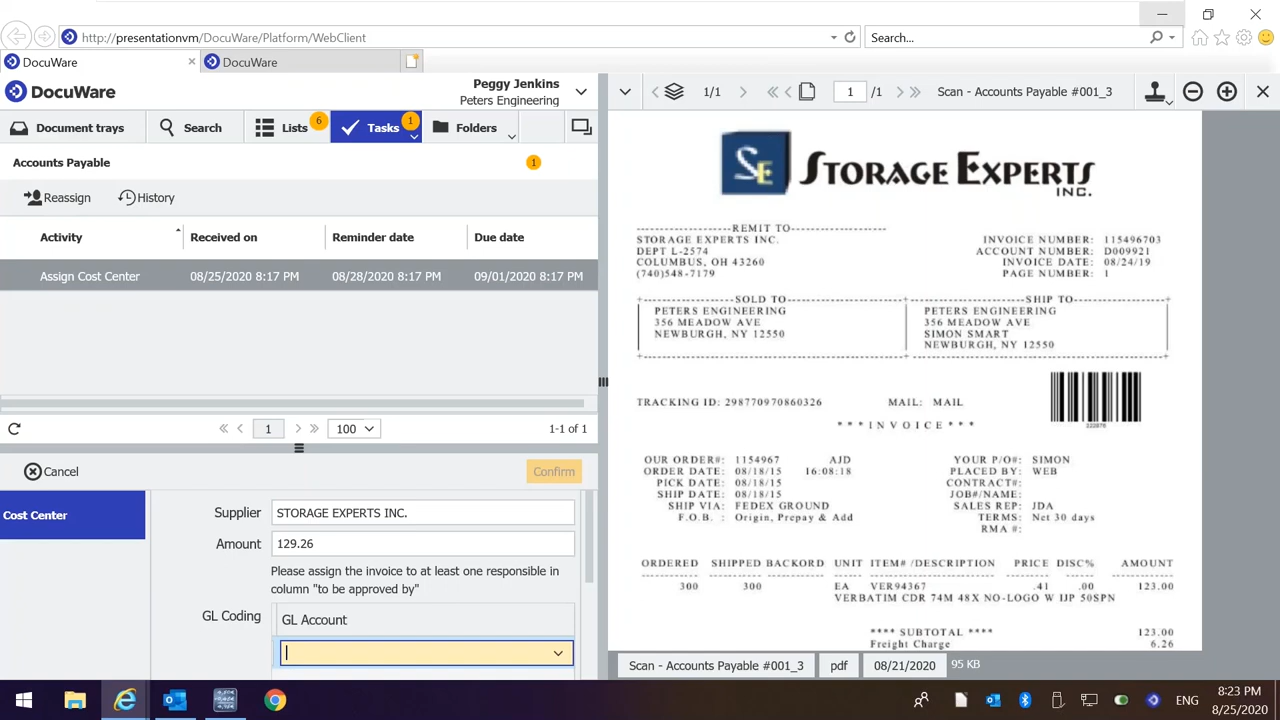 http://presentationvm/DocuWare/Platform/WebClient
Search...
DocuWare
DocuWare
DocuWare
Peggy Jenkins
Peters Engineering
Document trays
Search
Lists 6
Tasks 1
Folders
Accounts Payable 1
Reassign
History
Activity Received on Reminder date Due date
Assign Cost Center 08/25/2020 8:17 PM 08/28/2020 8:17 PM 09/01/2020 8:17 PM
1 100 1-1 of 1
Cancel Confirm
Cost Center
Supplier STORAGE EXPERTS INC.
Amount 129.26
Please assign the invoice to at least one responsible in
column "to be approved by"
GL Coding GL Account
1/1 1 /1 Scan - Accounts Payable #001_3
SE STORAGE EXPERTS
INC.
REMIT TO
STORAGE EXPERTS INC.
DEPT L-2574
COLUMBUS, OH 43260
(740)548-7179
INVOICE NUMBER: 115496703
ACCOUNT NUMBER: D009921
INVOICE DATE: 08/24/19
PAGE NUMBER: 1
SOLD TO
PETERS ENGINEERING
356 MEADOW AVE
NEWBURGH, NY 12550
SHIP TO
PETERS ENGINEERING
356 MEADOW AVE
SIMON SMART
NEWBURGH, NY 12550
TRACKING ID: 298770970860326 MAIL: MAIL
222876
***INVOICE***
OUR ORDER#: 1154967 AJD
ORDER DATE: 08/18/15 16:08:18
PICK DATE: 08/18/15
SHIP DATE: 08/18/15
SHIP VIA: FEDEX GROUND
F.O.B. : Origin, Prepay & Add
YOUR P/O#: SIMON
PLACED BY: WEB
CONTRACT#:
JOB#/NAME:
SALES REP: JDA
TERMS: Net 30 days
RMA #:
ORDERED SHIPPED BACKORD UNIT ITEM# /DESCRIPTION PRICE DISC% AMOUNT
300 300 EA VER94367 .41 .00 123.00
VERBATIM CDR 74M 48X NO-LOGO W IJP 50SPN
**** SUBTOTAL **** 123.00
Freight Charge 6.26
Scan - Accounts Payable #001_3 pdf 08/21/2020 95 KB
ENG
8:23 PM
8/25/2020